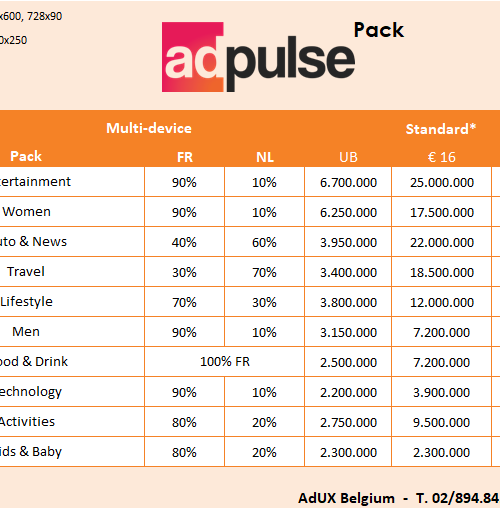 x600, 728x90
0x250
adpulse Pack
Multi-device Standard*
Pack FR NL UB € 16
ertainment 90% 10% 6.700.000 25.000.000
Women 90% 10% 6.250.000 17.500.000
uto & News 40% 60% 3.950.000 22.000.000
Travel 30% 70% 3.400.000 18.500.000
Lifestyle 70% 30% 3.800.000 12.000.000
Men 90% 10% 3.150.000 7.200.000
ood & Drink 100% FR 2.500.000 7.200.000
echnology 90% 10% 2.200.000 3.900.000
Activities 80% 20% 2.750.000 9.500.000
ids & Baby 80% 20% 2.300.000 2.300.000
AdUX Belgium - T. 02/894.84